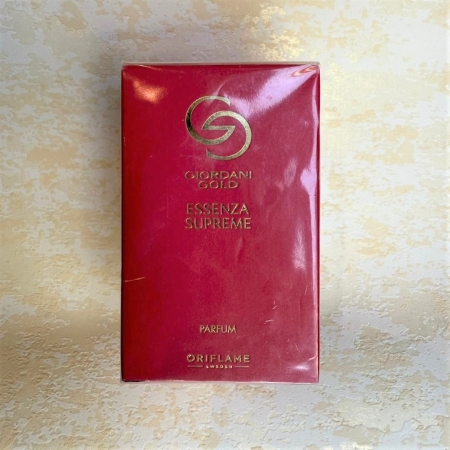 GIORDANI
GOLD
ESSENZA
SUPREME
PARFUM
ORIFLAME
SWEDEN